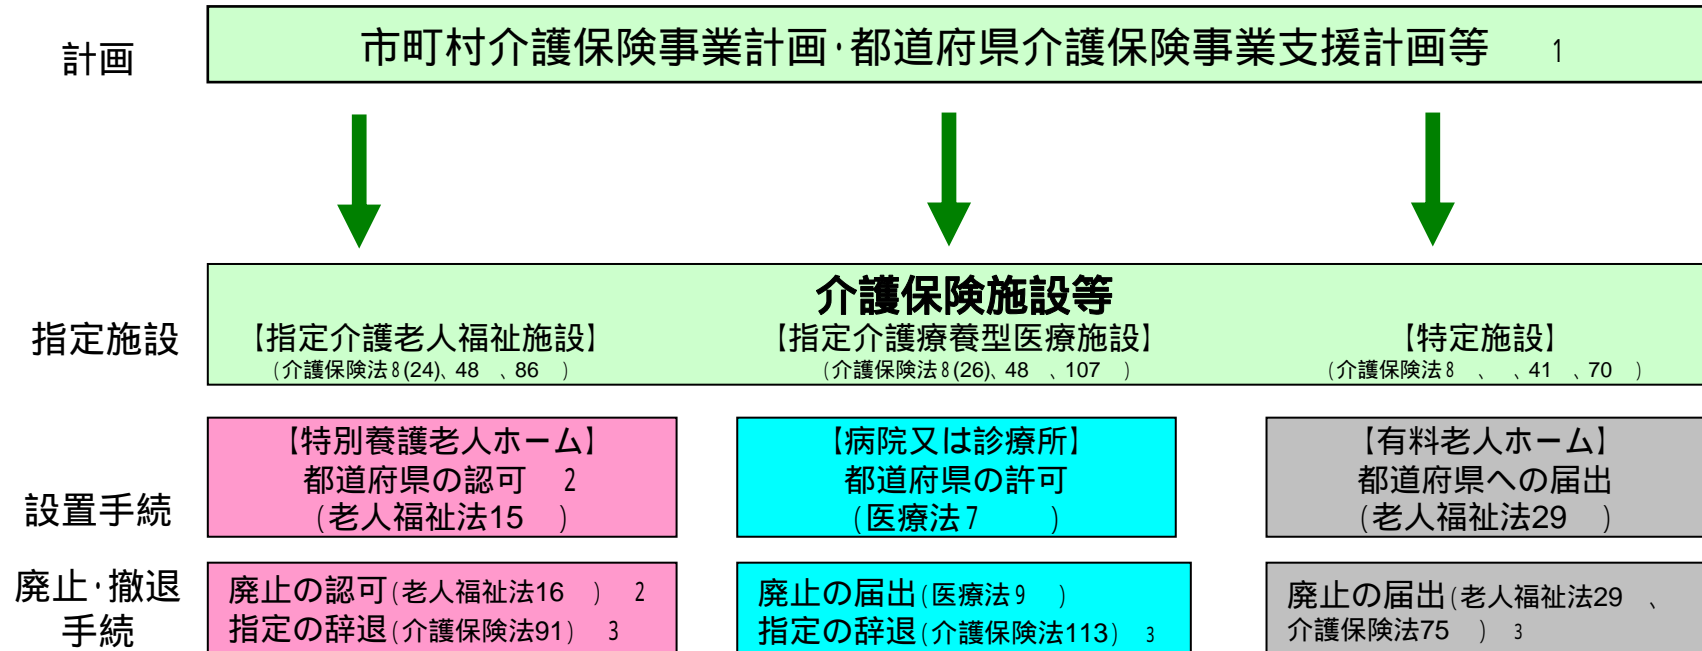 計画
市町村介護保険事業計画・都道府県介護保険事業支援計画等 1
指定施設
介護保険施設等
【指定介護老人福祉施設】
(介護保険法8(24)、48 、86 )
【指定介護療養型医療施設】
(介護保険法8(26)、48 、107 )
【特定施設】
(介護保険法8 、 、41 、70 )
設置手続
【特別養護老人ホーム】
都道府県の認可 2
(老人福祉法15 )
【病院又は診療所】
都道府県の許可
(医療法7 )
【有料老人ホーム】
都道府県への届出
(老人福祉法29 )
廃止・撤退
手続
廃止の認可(老人福祉法16 ) 2
指定の辞退(介護保険法91) 3
廃止の届出(医療法9 )
指定の辞退(介護保険法113) 3
廃止の届出(老人福祉法29 、
介護保険法75 ) 3